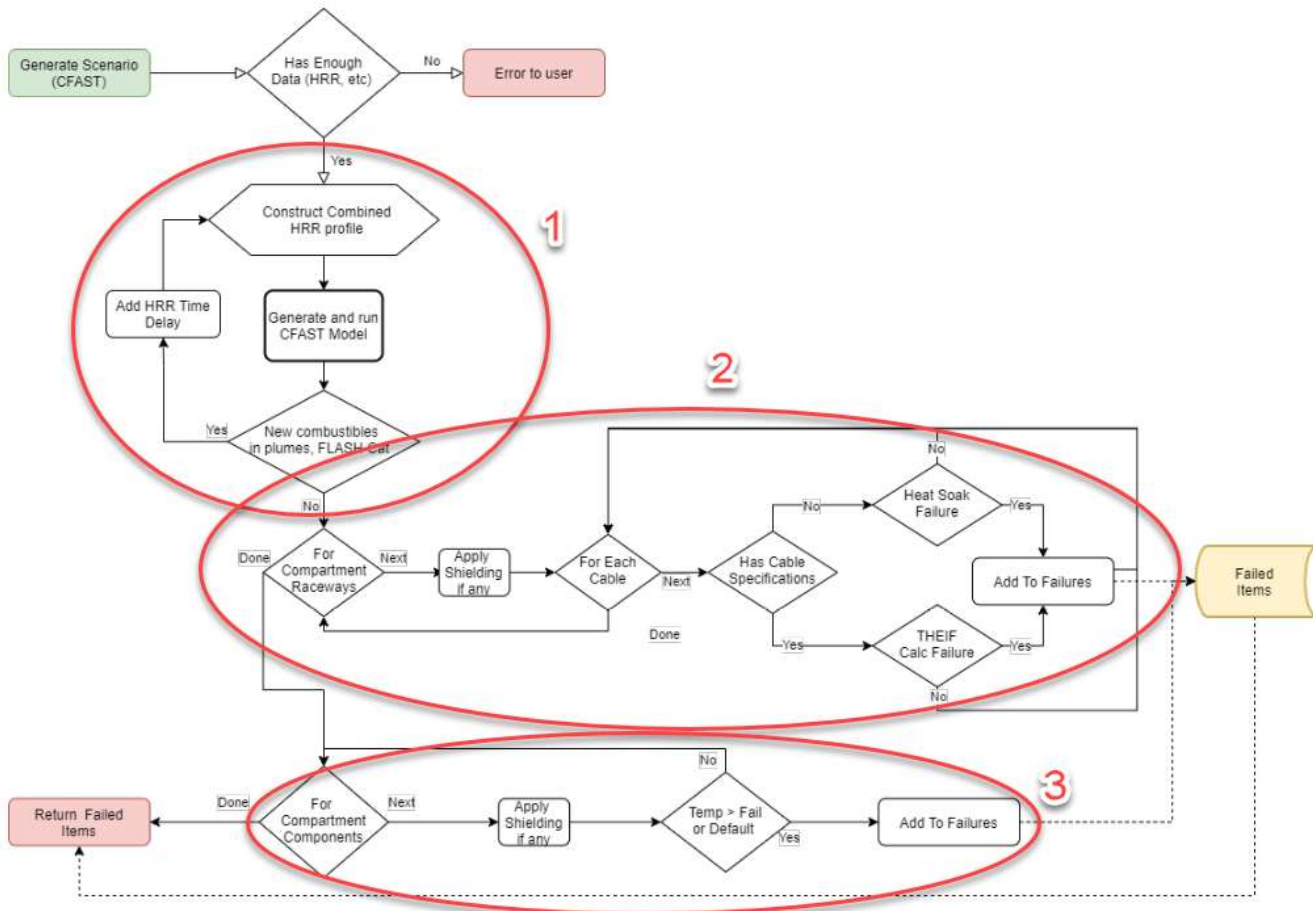 Generate Scenario
(CFAST)
Has Enough
Data (HRR, etc)
No
Error to user
Yes
Construct Combined
HRR profile
1
Add HRR Time
Delay
Generate and run
CFAST Model
Yes
New combustibles
in plumes, FLASH-Cat
No
2
No
Heat Soak
Failure
Yes
No
Done
For
Compartment
Raceways
Next
Apply
Shielding
if any
For Each
Cable
Next
Has Cable
Specifications
Add To Failures
Failed
Items
Done
Yes
THEIF
Calc Failure
Yes
No
No
3
Return Failed
Items
Done
For
Compartment
Components
Next
Apply
Shielding
if any
Temp > Fail
or Default
Yes
Add To Failures